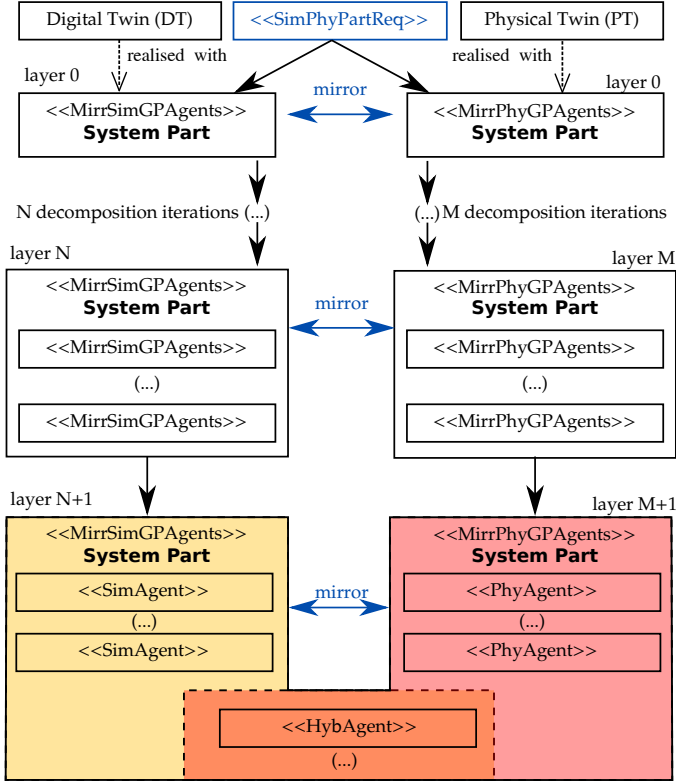 Digital Twin (DT)
<<SimPhyPartReq>>
Physical Twin (PT)
realised with
realised with
layer 0
layer 0
<<MirrSimGPAgents>>
System Part
mirror
<<MirrPhyGPAgents>>
System Part
N decomposition iterations (...)
(...) M decomposition iterations
layer N
layer M
<<MirrSimGPAgents>>
System Part
<<MirrSimGPAgents>>
(...)
<<MirrSimGPAgents>>
mirror
<<MirrPhyGPAgents>>
System Part
<<MirrPhyGPAgents>>
(...)
<<MirrPhyGPAgents>>
layer N+1
layer M+1
<<MirrSimGPAgents>>
System Part
<<SimAgent>>
(...)
<<SimAgent>>
mirror
<<MirrPhyGPAgents>>
System Part
<<PhyAgent>>
(...)
<<PhyAgent>>
<<HybAgent>>
(...)